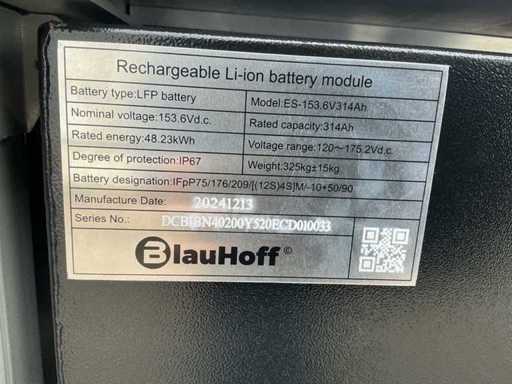 Rechargeable Li-ion battery module
Battery type:LFP battery Model:ES-153.6V314Ah
Nominal voltage:153.6Vd.c. Rated capacity:314Ah
Rated energy:48.23kWh Voltage range:120~175.2Vd.c.
Degree of protection:IP67 Weight:325kg±15kg
Battery designation:IFpP75/176/209/[(12S)4S]M/-10+50/90
Manufacture Date: 20241213
Series No.:
BlauHoff©